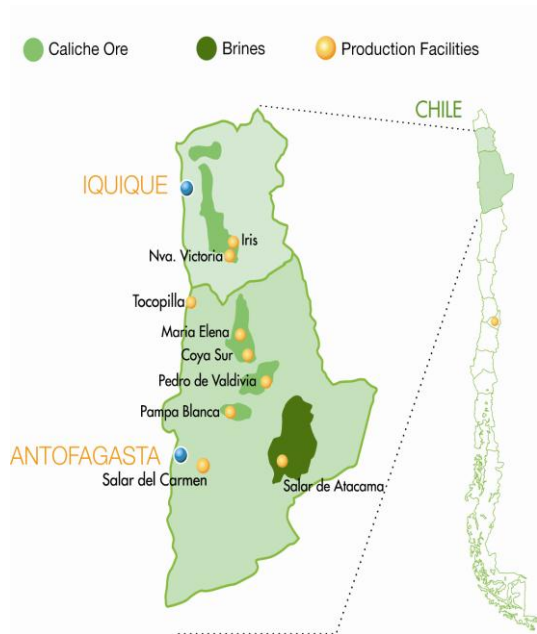 Caliche Ore
Brines
Production Facilities
CHILE
IQUIQUE
Iris
Nva. Victoria
Tocopilla
Maria Elena
Coya Sur
Pedro de Valdivia
Pampa Blanca
ANTOFAGASTA
Salar del Carmen
Salar de Atacama